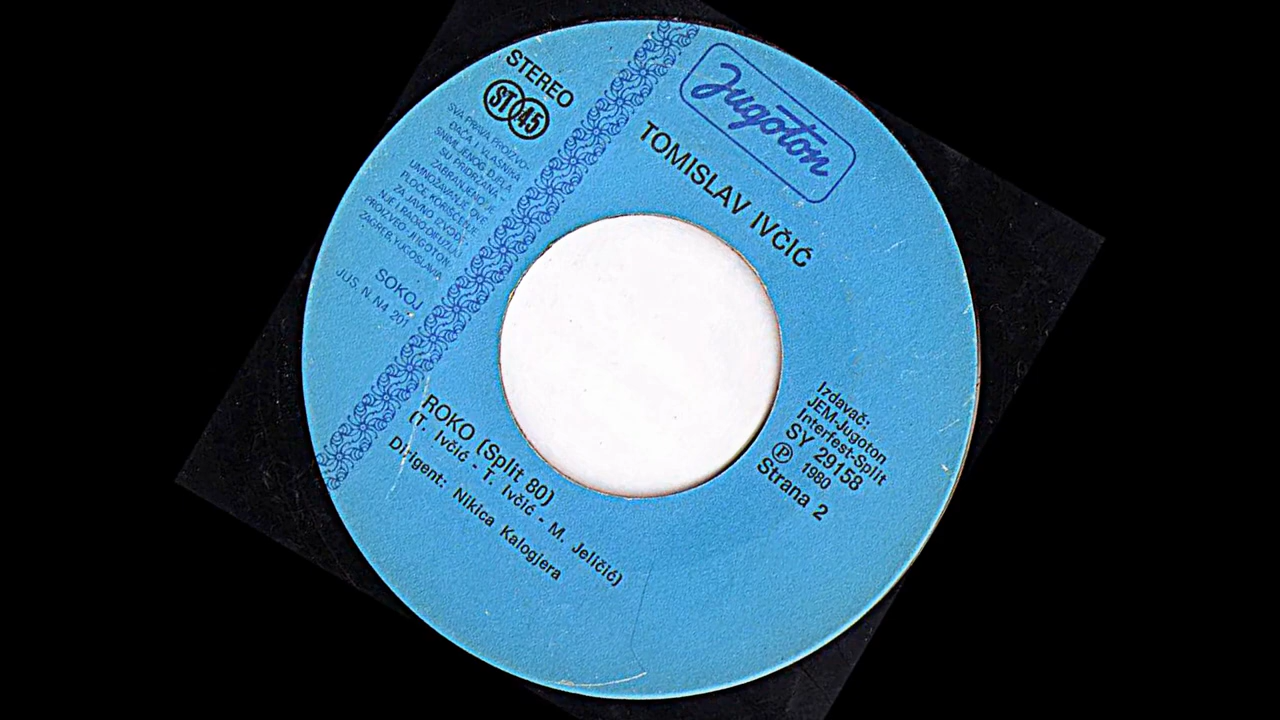 STEREO
ST 45
SVA PRAVA PROIZVO-
ĐAČA I VLASNIKA
SNIMLJENOG DJELA
SU PRIDRŽANA –
ZABRANJENO JE
UMNOŽAVANJE OVE
PLOČE, KORIŠĆENJE
ZA JAVNO IZVOĐE-
NJE I RADIO-DIFUZIJU
PROIZVEO-JUGOTON
ZAGREB, YUGOSLAVIA
SOKOJ
JUS. N. N4. 201
Jugoton
TOMISLAV IVČIĆ
Izdavač:
JEM-Jugoton
Interfest-Split
SY 29158
Ⓟ 1980
Strana 2
ROKO (Split 80)
(T. Ivčić - T. Ivčić - M. Jeličić)
Dirigent: Nikica Kalogjera